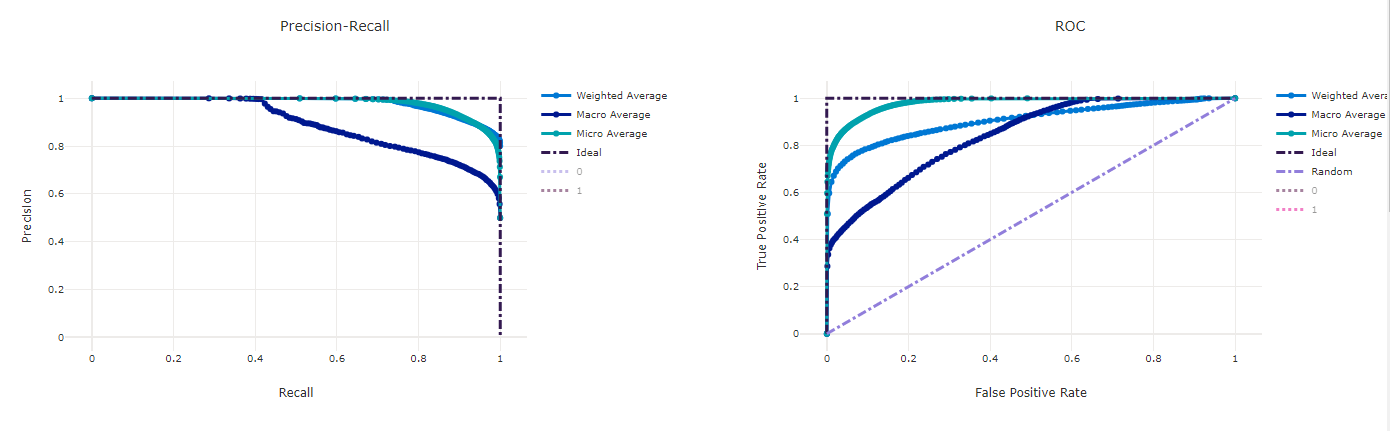 Precision-Recall
1
0.8
0.6
0.4
0.2
0
Precision
0
0.2
0.4
0.6
0.8
1
Recall
Weighted Average
Macro Average
Micro Average
Ideal
0
1
ROC
1
0.8
0.6
0.4
0.2
0
True Positive Rate
0
0.2
0.4
0.6
0.8
1
False Positive Rate
Weighted Avera
Macro Average
Micro Average
Ideal
Random
0
1